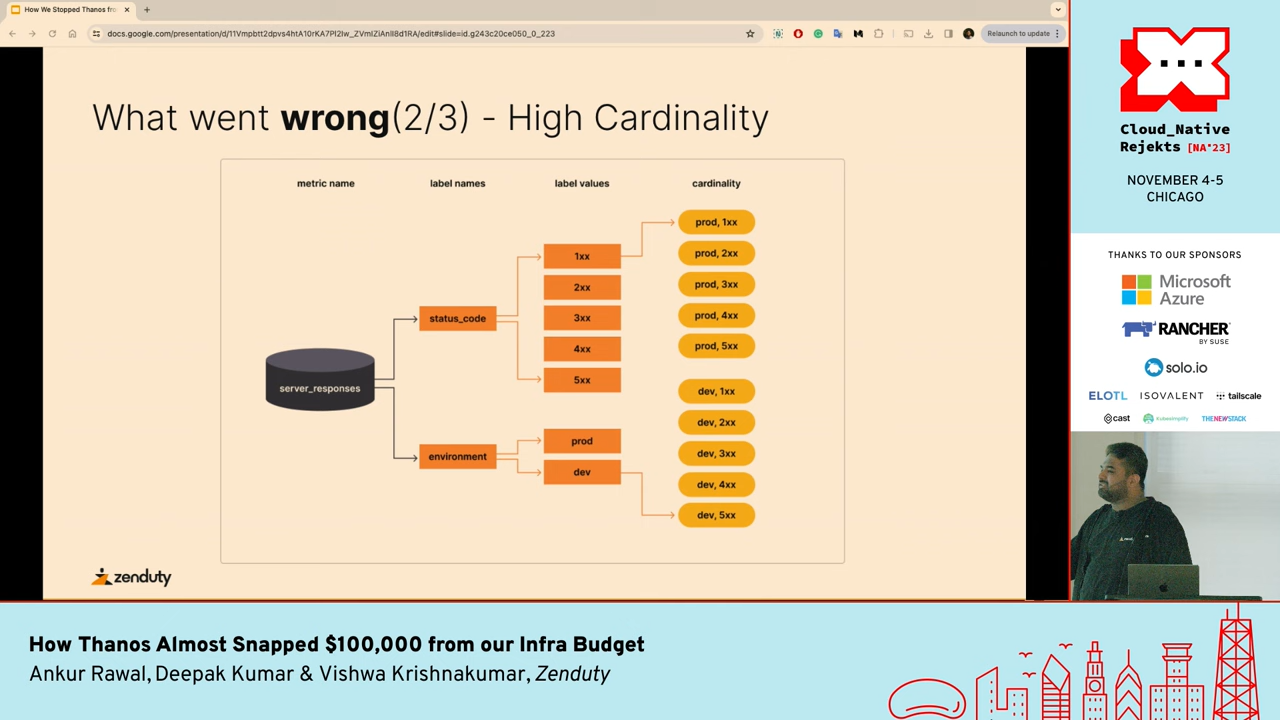 How We Stopped Thanos fro
docs.google.com/presentation/d/11Vmpbtt2dpvs4htA10rKA7Pl2Iw_ZVmIZiAnil8d1RA/edit#slide=id.g243c20ce050_0_223
Relaunch to update
What went wrong(2/3) - High Cardinality
metric name
label names
label values
cardinality
server_responses
status_code
environment
1xx
2xx
3xx
4xx
5xx
prod
dev
prod, 1xx
prod, 2xx
prod, 3xx
prod, 4xx
prod, 5xx
dev, 1xx
dev, 2xx
dev, 3xx
dev, 4xx
dev, 5xx
zenduty
Cloud_Native
Rejekts [NA'23]
NOVEMBER 4-5
CHICAGO
THANKS TO OUR SPONSORS
Microsoft
Azure
RANCHER
BY SUSE
solo.io
ELOTL ISOVALENT tailscale
cast kubesimplify THENEWSTACK
How Thanos Almost Snapped $100,000 from our Infra Budget
Ankur Rawal, Deepak Kumar & Vishwa Krishnakumar, Zenduty